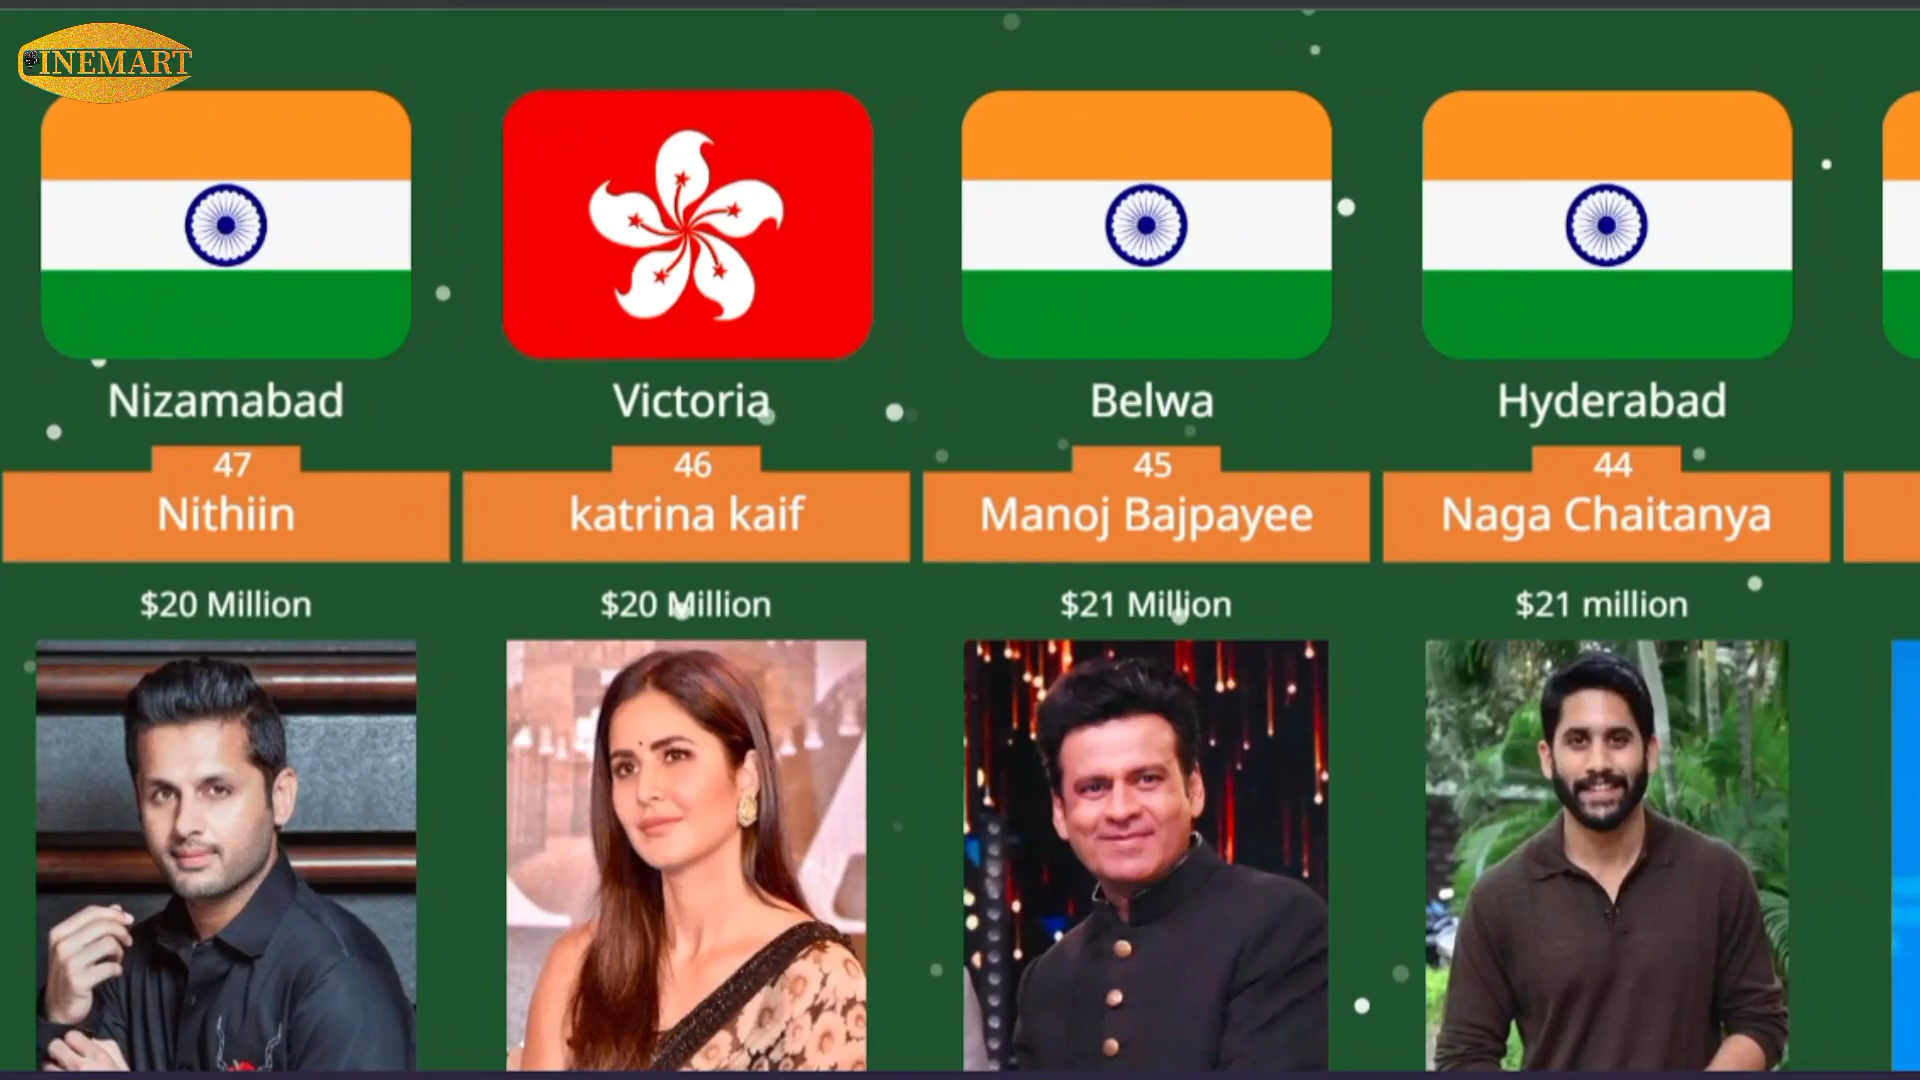 CINEMART
Nizamabad
47
Nithiin
$20 Million
Victoria
46
katrina kaif
$20 Million
Belwa
45
Manoj Bajpayee
$21 Million
Hyderabad
44
Naga Chaitanya
$21 million